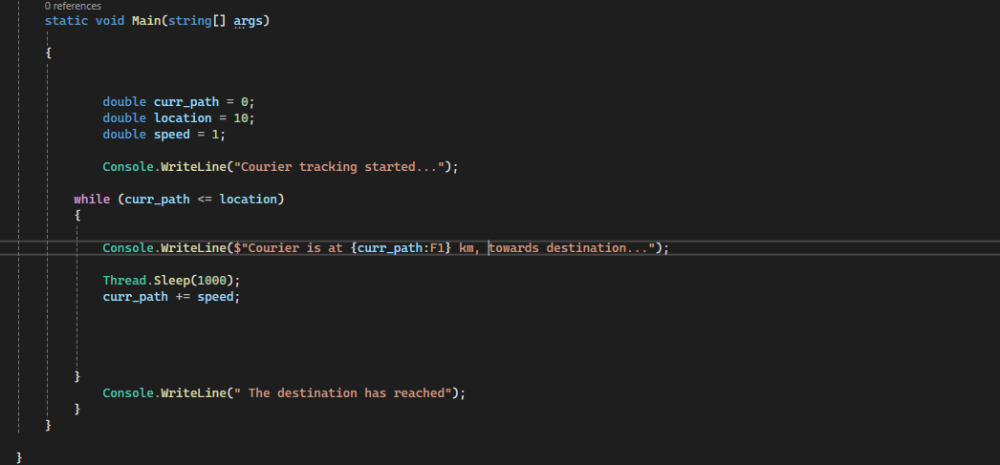 0 references
static void Main(string[] args)
{
double curr_path = 0;
double location = 10;
double speed = 1;
Console.WriteLine("Courier tracking started...");
while (curr_path <= location)
{
Console.WriteLine($"Courier is at {curr_path:F1} km, towards destination...");
Thread.Sleep(1000);
curr_path += speed;
}
Console.WriteLine(" The destination has reached");
}
}
}